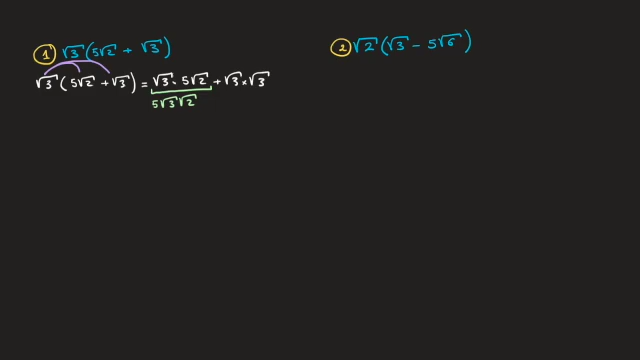 ① √3(5√2 + √3)
√3(5√2 + √3) = √3 · 5√2 + √3 × √3
5√3√2
② √2(√3 − 5√6)